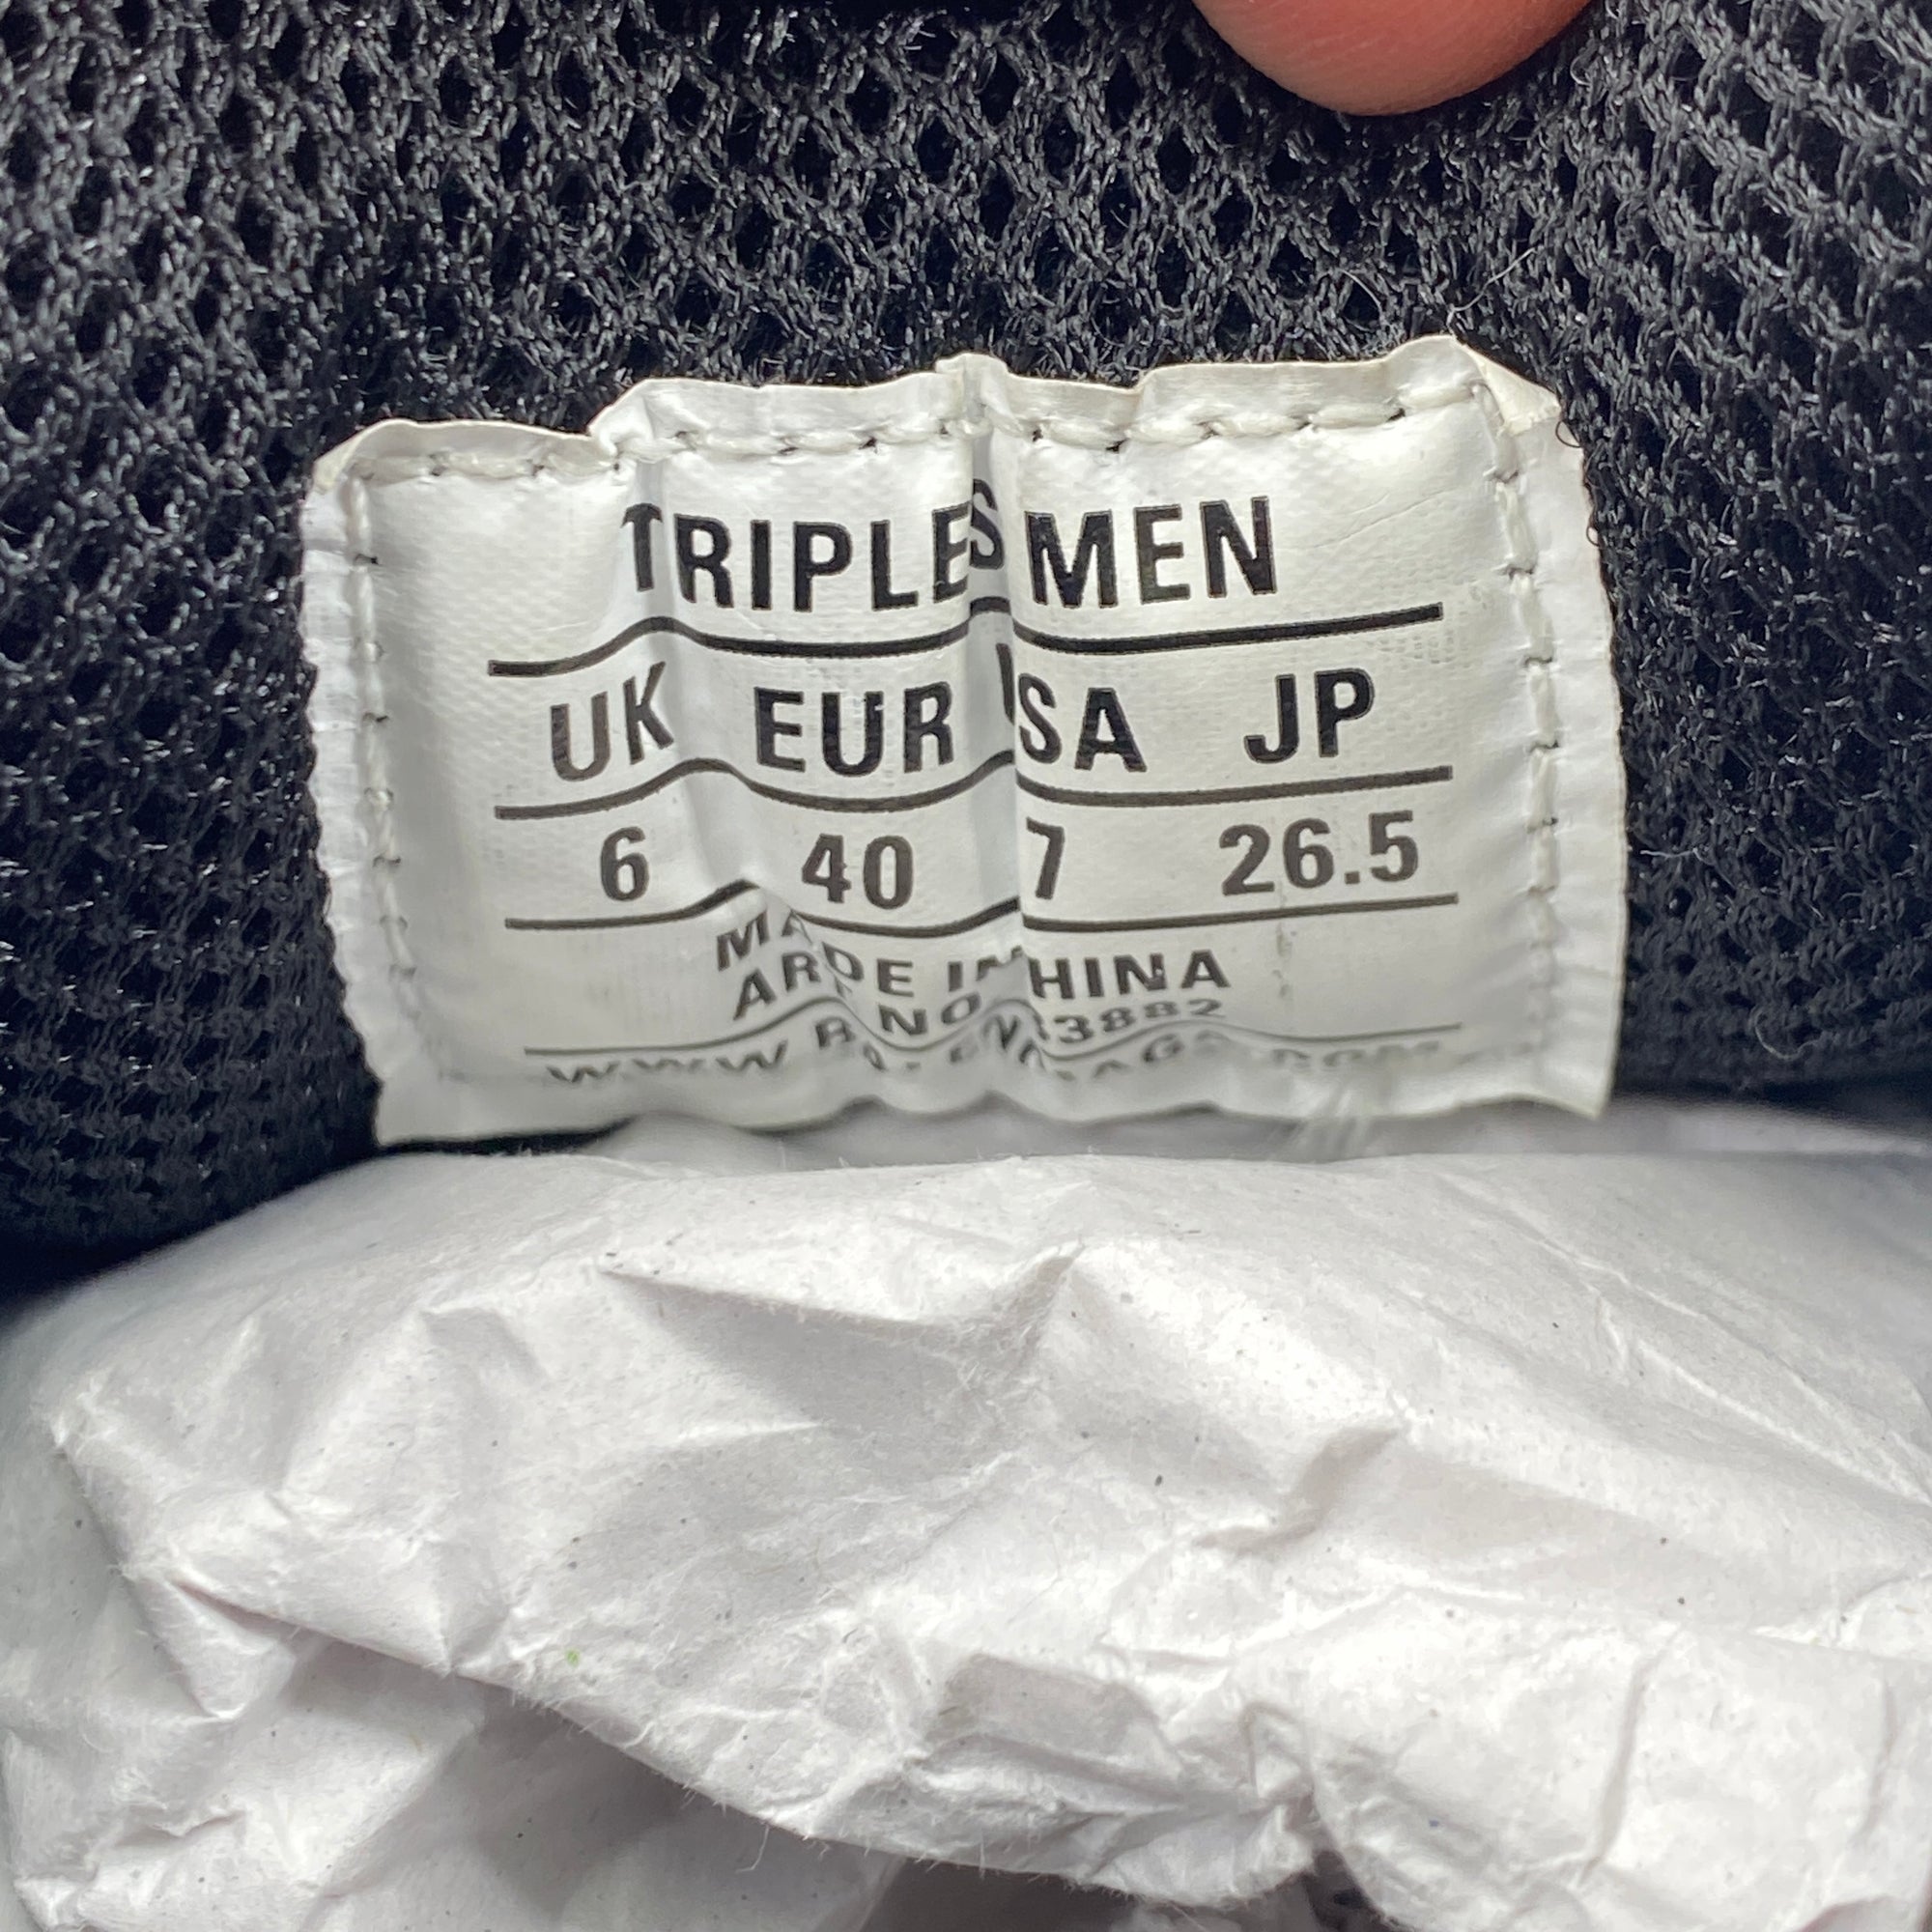 TRIPLE S MEN
UK EUR USA JP
6 40 7 26.5
MADE IN CHINA